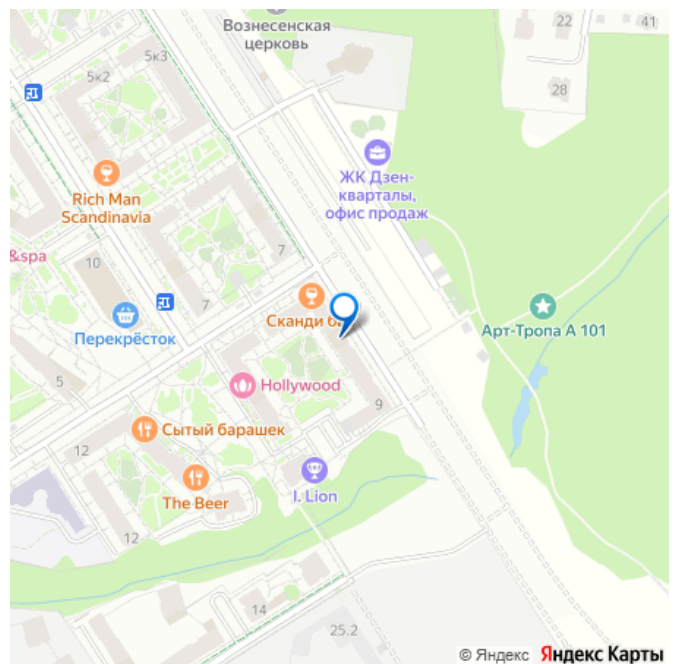 Вознесенская
церковь
22
41
5к3
5к2
28
ЖК Дзен-
кварталы,
офис продаж
Rich Man
Scandinavia
&spa
7
10
7
Сканди
Арт-Тропа А 101
Перекрёсток
5
Hollywood
9
Сытый барашек
12
The Beer
I. Lion
12
14
25.2
© Яндекс Яндекс Карты